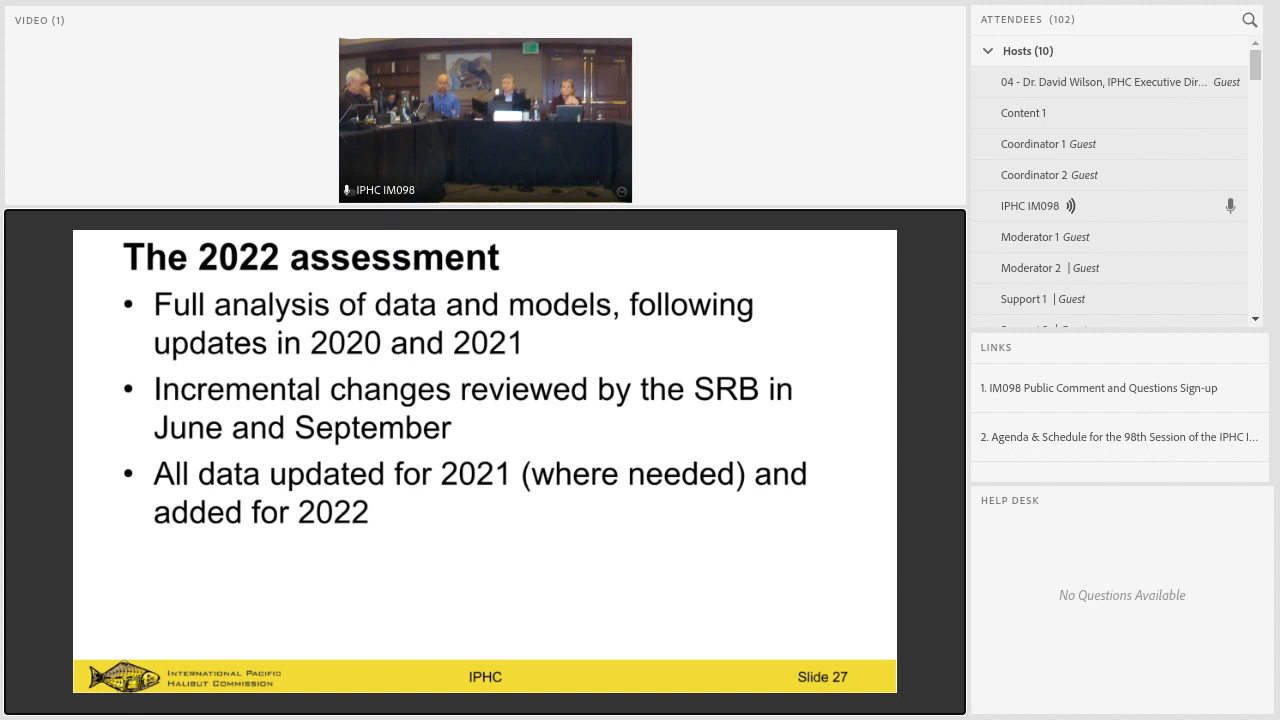 VIDEO (1)
IPHC IM098
The 2022 assessment
• Full analysis of data and models, following
updates in 2020 and 2021
• Incremental changes reviewed by the SRB in
June and September
• All data updated for 2021 (where needed) and
added for 2022
INTERNATIONAL PACIFIC
HALIBUT COMMISSION
IPHC
Slide 27
ATTENDEES (102)
Hosts (10)
04 - Dr. David Wilson, IPHC Executive Dir... Guest
Content 1
Coordinator 1 Guest
Coordinator 2 Guest
IPHC IM098
Moderator 1 Guest
Moderator 2 | Guest
Support 1 | Guest
LINKS
1. IM098 Public Comment and Questions Sign-up
2. Agenda & Schedule for the 98th Session of the IPHC I...
HELP DESK
No Questions Available